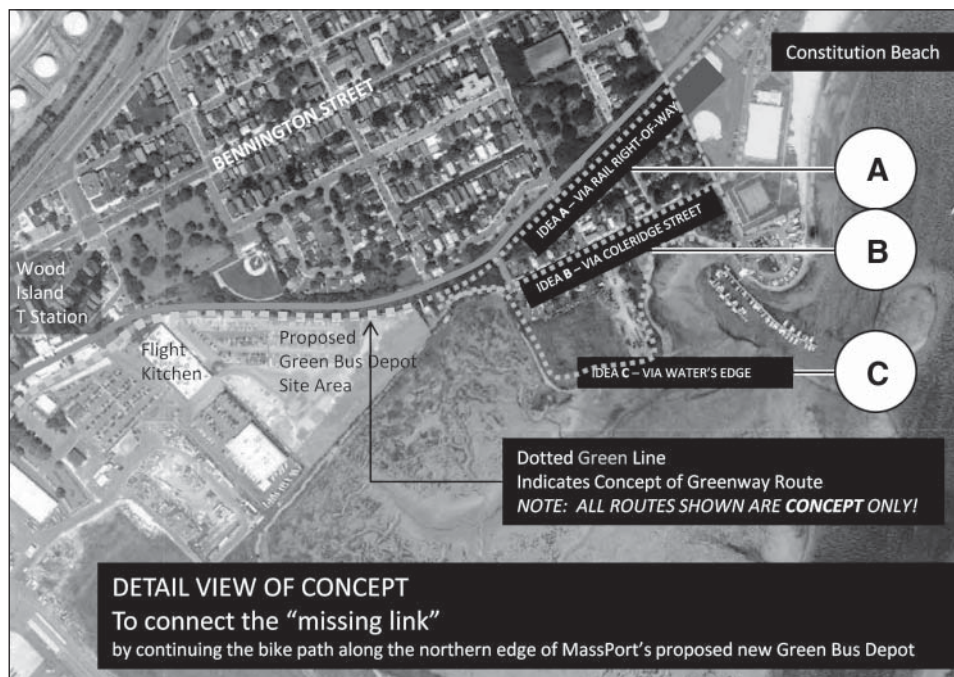 Constitution Beach
BENNINGTON STREET
IDEA A – VIA RAIL RIGHT-OF-WAY
A
IDEA B – VIA COLERIDGE STREET
B
Wood
Island
T Station
Flight
Kitchen
Proposed
Green Bus Depot
Site Area
IDEA C – VIA WATER'S EDGE
C
Dotted Green Line
Indicates Concept of Greenway Route
NOTE: ALL ROUTES SHOWN ARE CONCEPT ONLY!
DETAIL VIEW OF CONCEPT
To connect the “missing link”
by continuing the bike path along the northern edge of MassPort’s proposed new Green Bus Depot